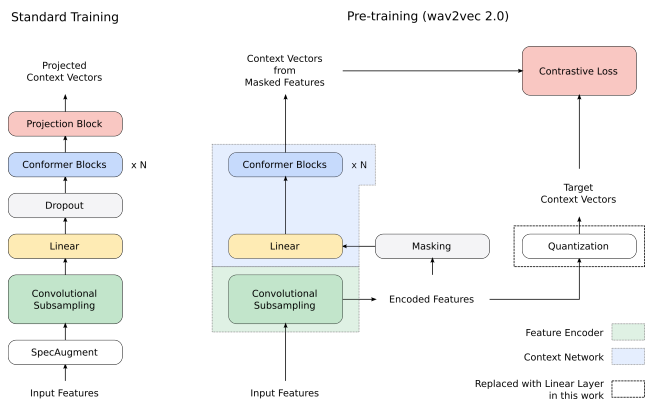 Standard Training
Projected
Context Vectors
Projection Block
Conformer Blocks
x N
Dropout
Linear
Convolutional
Subsampling
SpecAugment
Input Features
Pre-training (wav2vec 2.0)
Context Vectors
from
Masked Features
Contrastive Loss
Conformer Blocks
x N
Target
Context Vectors
Linear
Masking
Quantization
Convolutional
Subsampling
Encoded Features
Input Features
Feature Encoder
Context Network
Replaced with Linear Layer
in this work